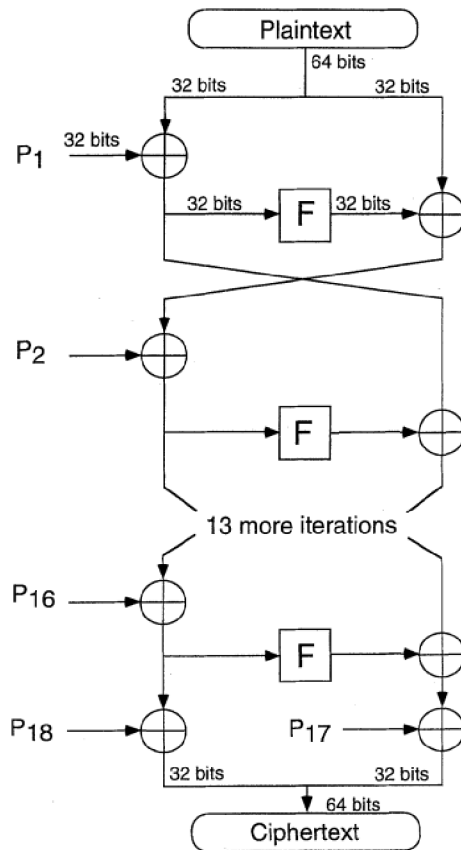 Plaintext
64 bits
32 bits 32 bits
32 bits
P1
32 bits F 32 bits
P2
F
13 more iterations
P16
F
P18 P17
32 bits 32 bits
64 bits
Ciphertext